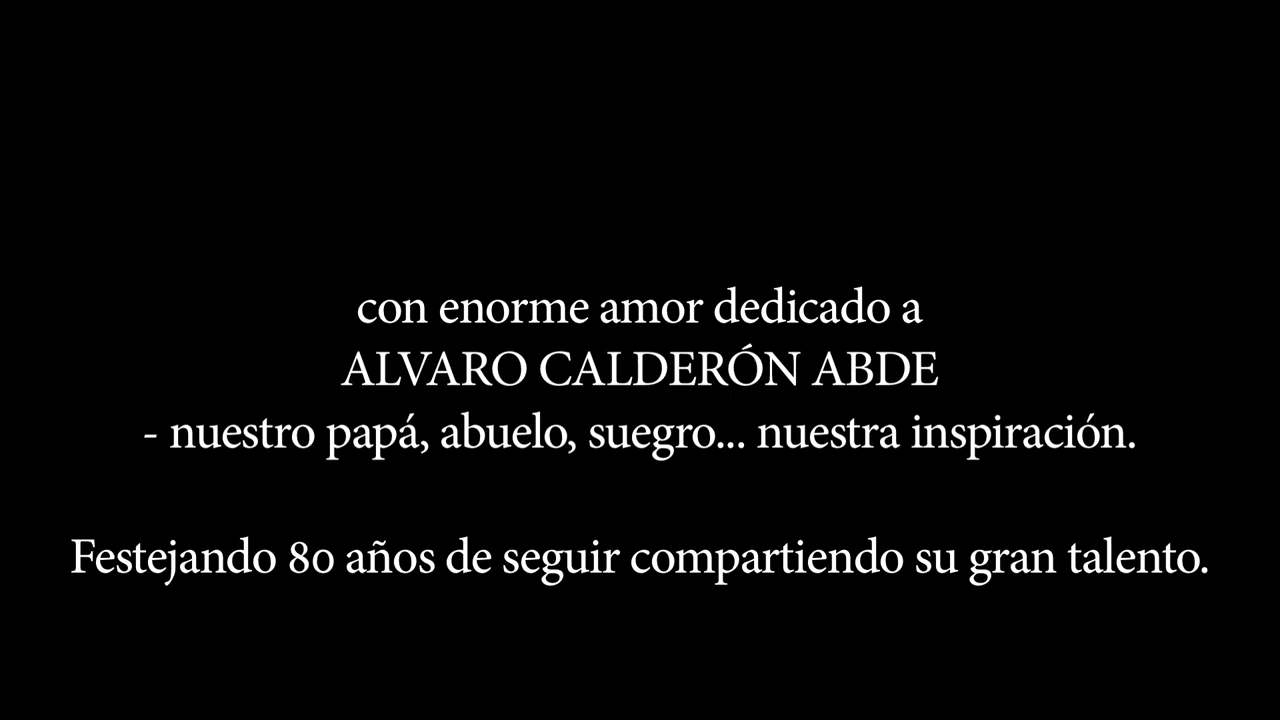 con enorme amor dedicado a
ALVARO CALDERÓN ABDE
- nuestro papá, abuelo, suegro... nuestra inspiración.
Festejando 80 años de seguir compartiendo su gran talento.